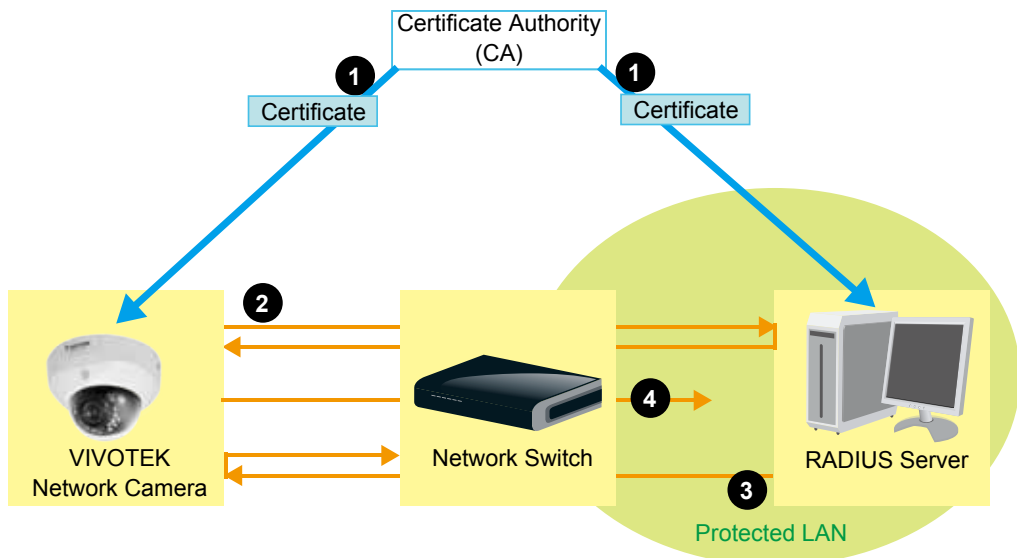 Certificate Authority
(CA)
1
1
Certificate
Certificate
2
4
VIVOTEK
Network Camera
Network Switch
RADIUS Server
3
Protected LAN